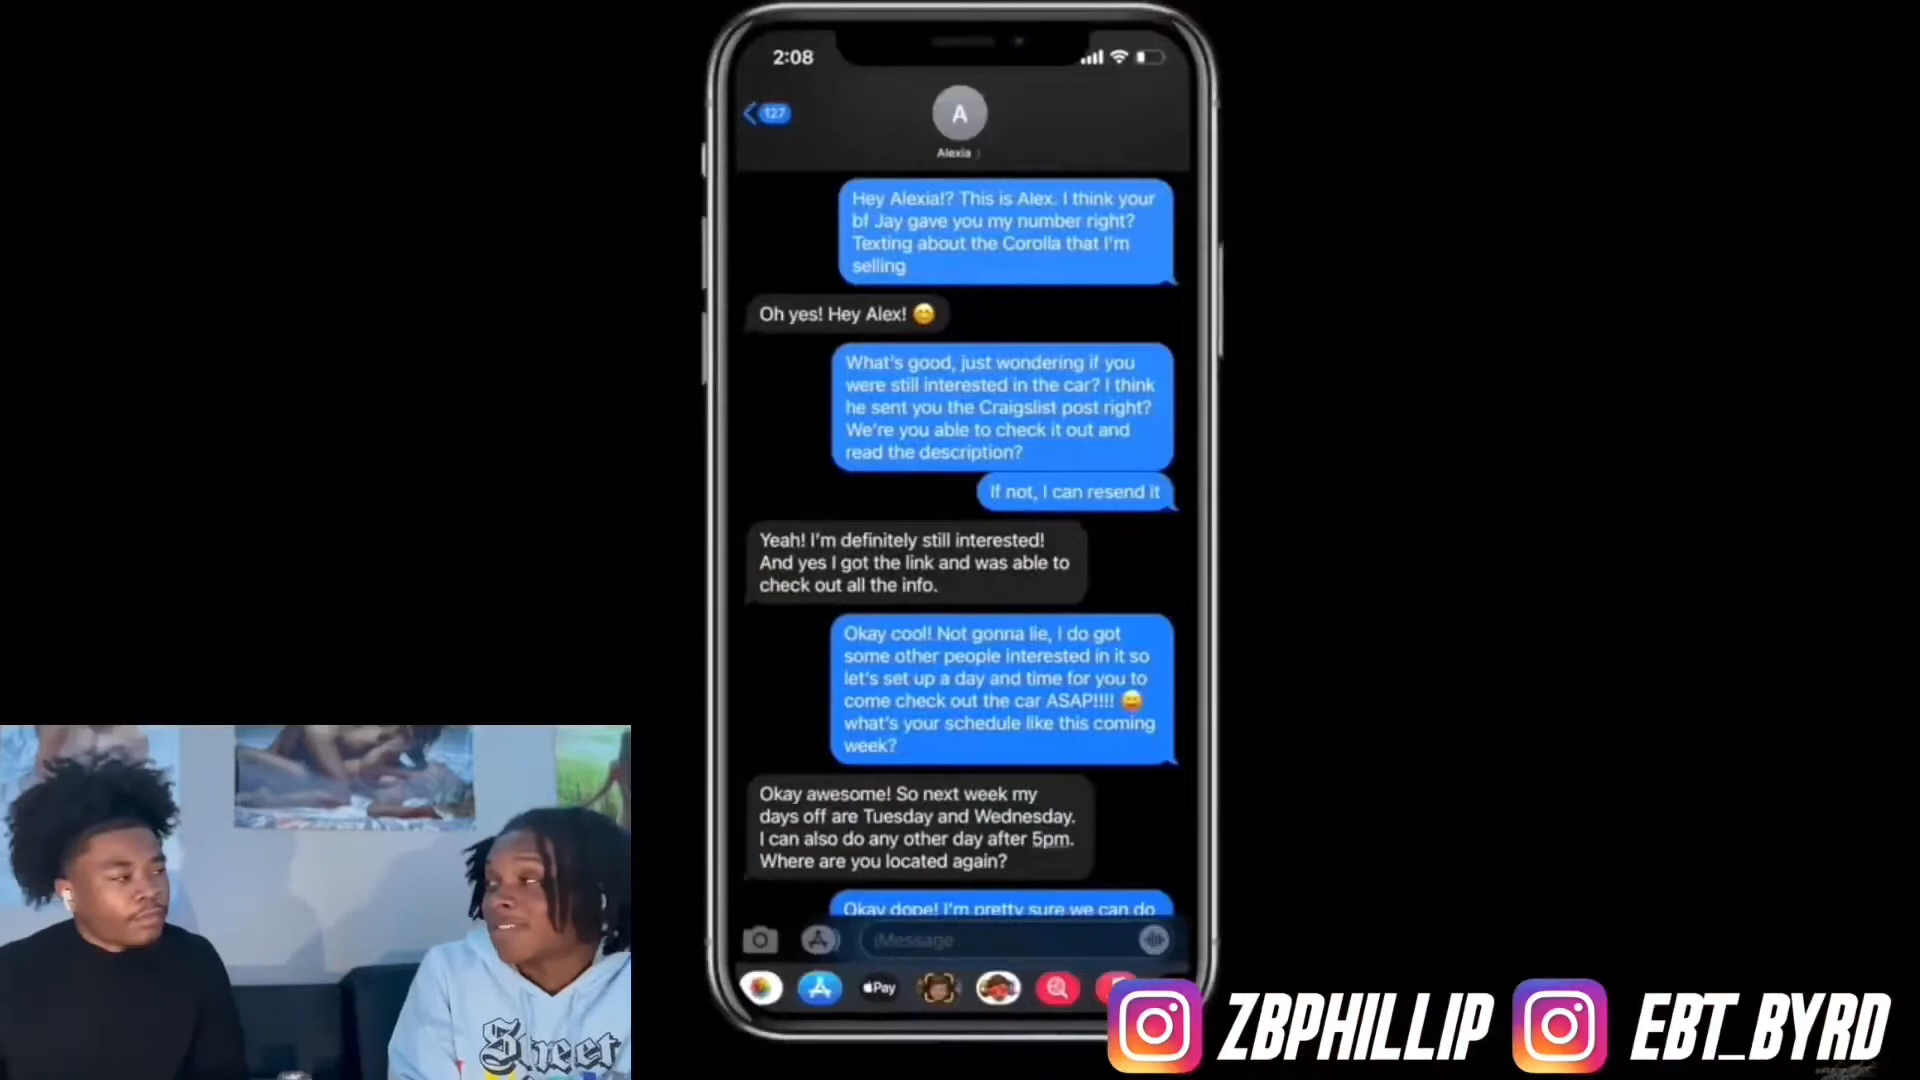 2:08
127
A
Alexia
Hey Alexia!? This is Alex. I think your
bf Jay gave you my number right?
Texting about the Corolla that I'm
selling
Oh yes! Hey Alex! 😊
What's good, just wondering if you
were still interested in the car? I think
he sent you the Craigslist post right?
We're you able to check it out and
read the description?
If not, I can resend it
Yeah! I'm definitely still interested!
And yes I got the link and was able to
check out all the info.
Okay cool! Not gonna lie, I do got
some other people interested in it so
let's set up a day and time for you to
come check out the car ASAP!!!! 😅
what's your schedule like this coming
week?
Okay awesome! So next week my
days off are Tuesday and Wednesday.
I can also do any other day after 5pm.
Where are you located again?
Okay dope! I'm pretty sure we can do
iMessage
Pay
ZBPHILLIP
EBT_BYRD
Street